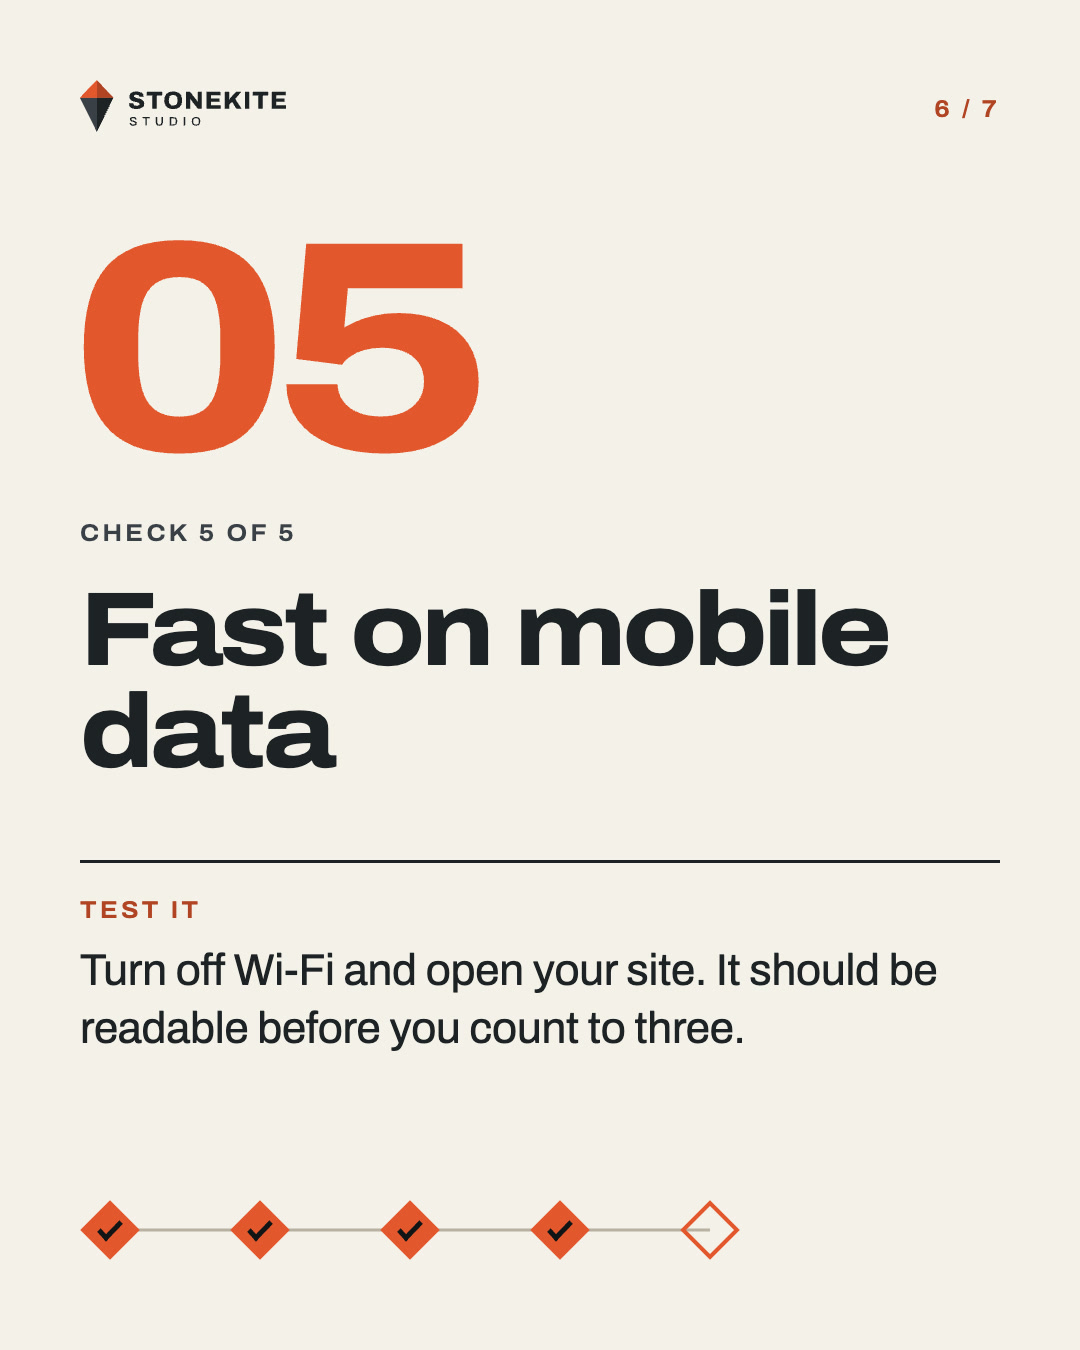 STONEKITE
STUDIO
6 / 7
05
CHECK 5 OF 5
Fast on mobile
data
TEST IT
Turn off Wi-Fi and open your site. It should be
readable before you count to three.